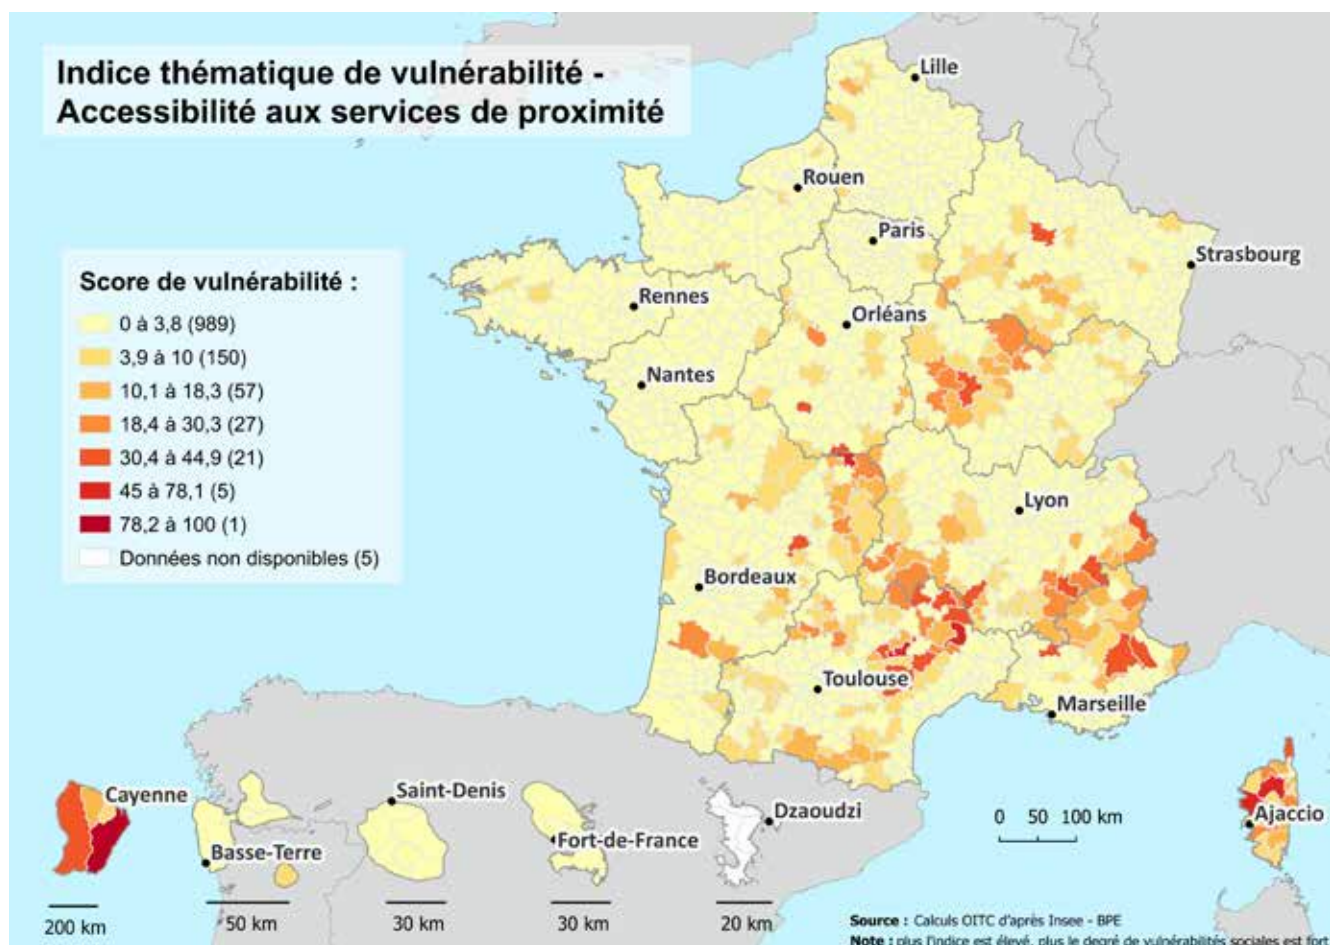 Indice thématique de vulnérabilité -
Accessibilité aux services de proximité
Lille
Rouen
Paris
Strasbourg
Score de vulnérabilité :
0 à 3,8 (989)
3,9 à 10 (150)
10,1 à 18,3 (57)
18,4 à 30,3 (27)
30,4 à 44,9 (21)
45 à 78,1 (5)
78,2 à 100 (1)
Données non disponibles (5)
Rennes
Orléans
Nantes
Lyon
Bordeaux
Toulouse
Marseille
Cayenne
Basse-Terre
Saint-Denis
Fort-de-France
Dzaoudzi
Ajaccio
0 50 100 km
200 km
50 km
30 km
30 km
20 km
Source : Calculs OITC d'après Insee - BPE
Note : plus l'indice est élevé, plus le degré de vulnérabilités sociales est fort